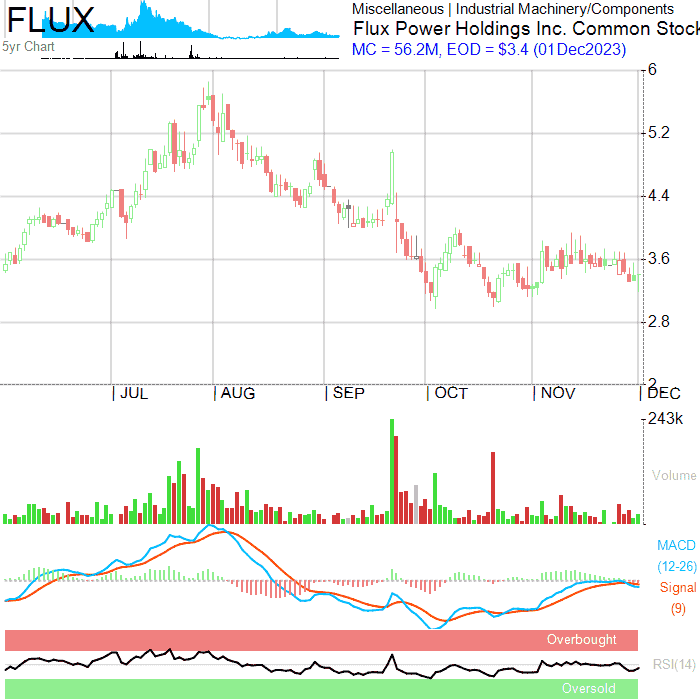 FLUX
5yr Chart
Miscellaneous | Industrial Machinery/Components
Flux Power Holdings Inc. Common Stock
MC = 56.2M, EOD = $3.4 (01Dec2023)
6
5.2
4.4
3.6
2.8
2
| JUL | AUG | SEP | OCT | NOV | DEC
243k
Volume
MACD
(12-26)
Signal
(9)
Overbought
RSI(14)
Oversold